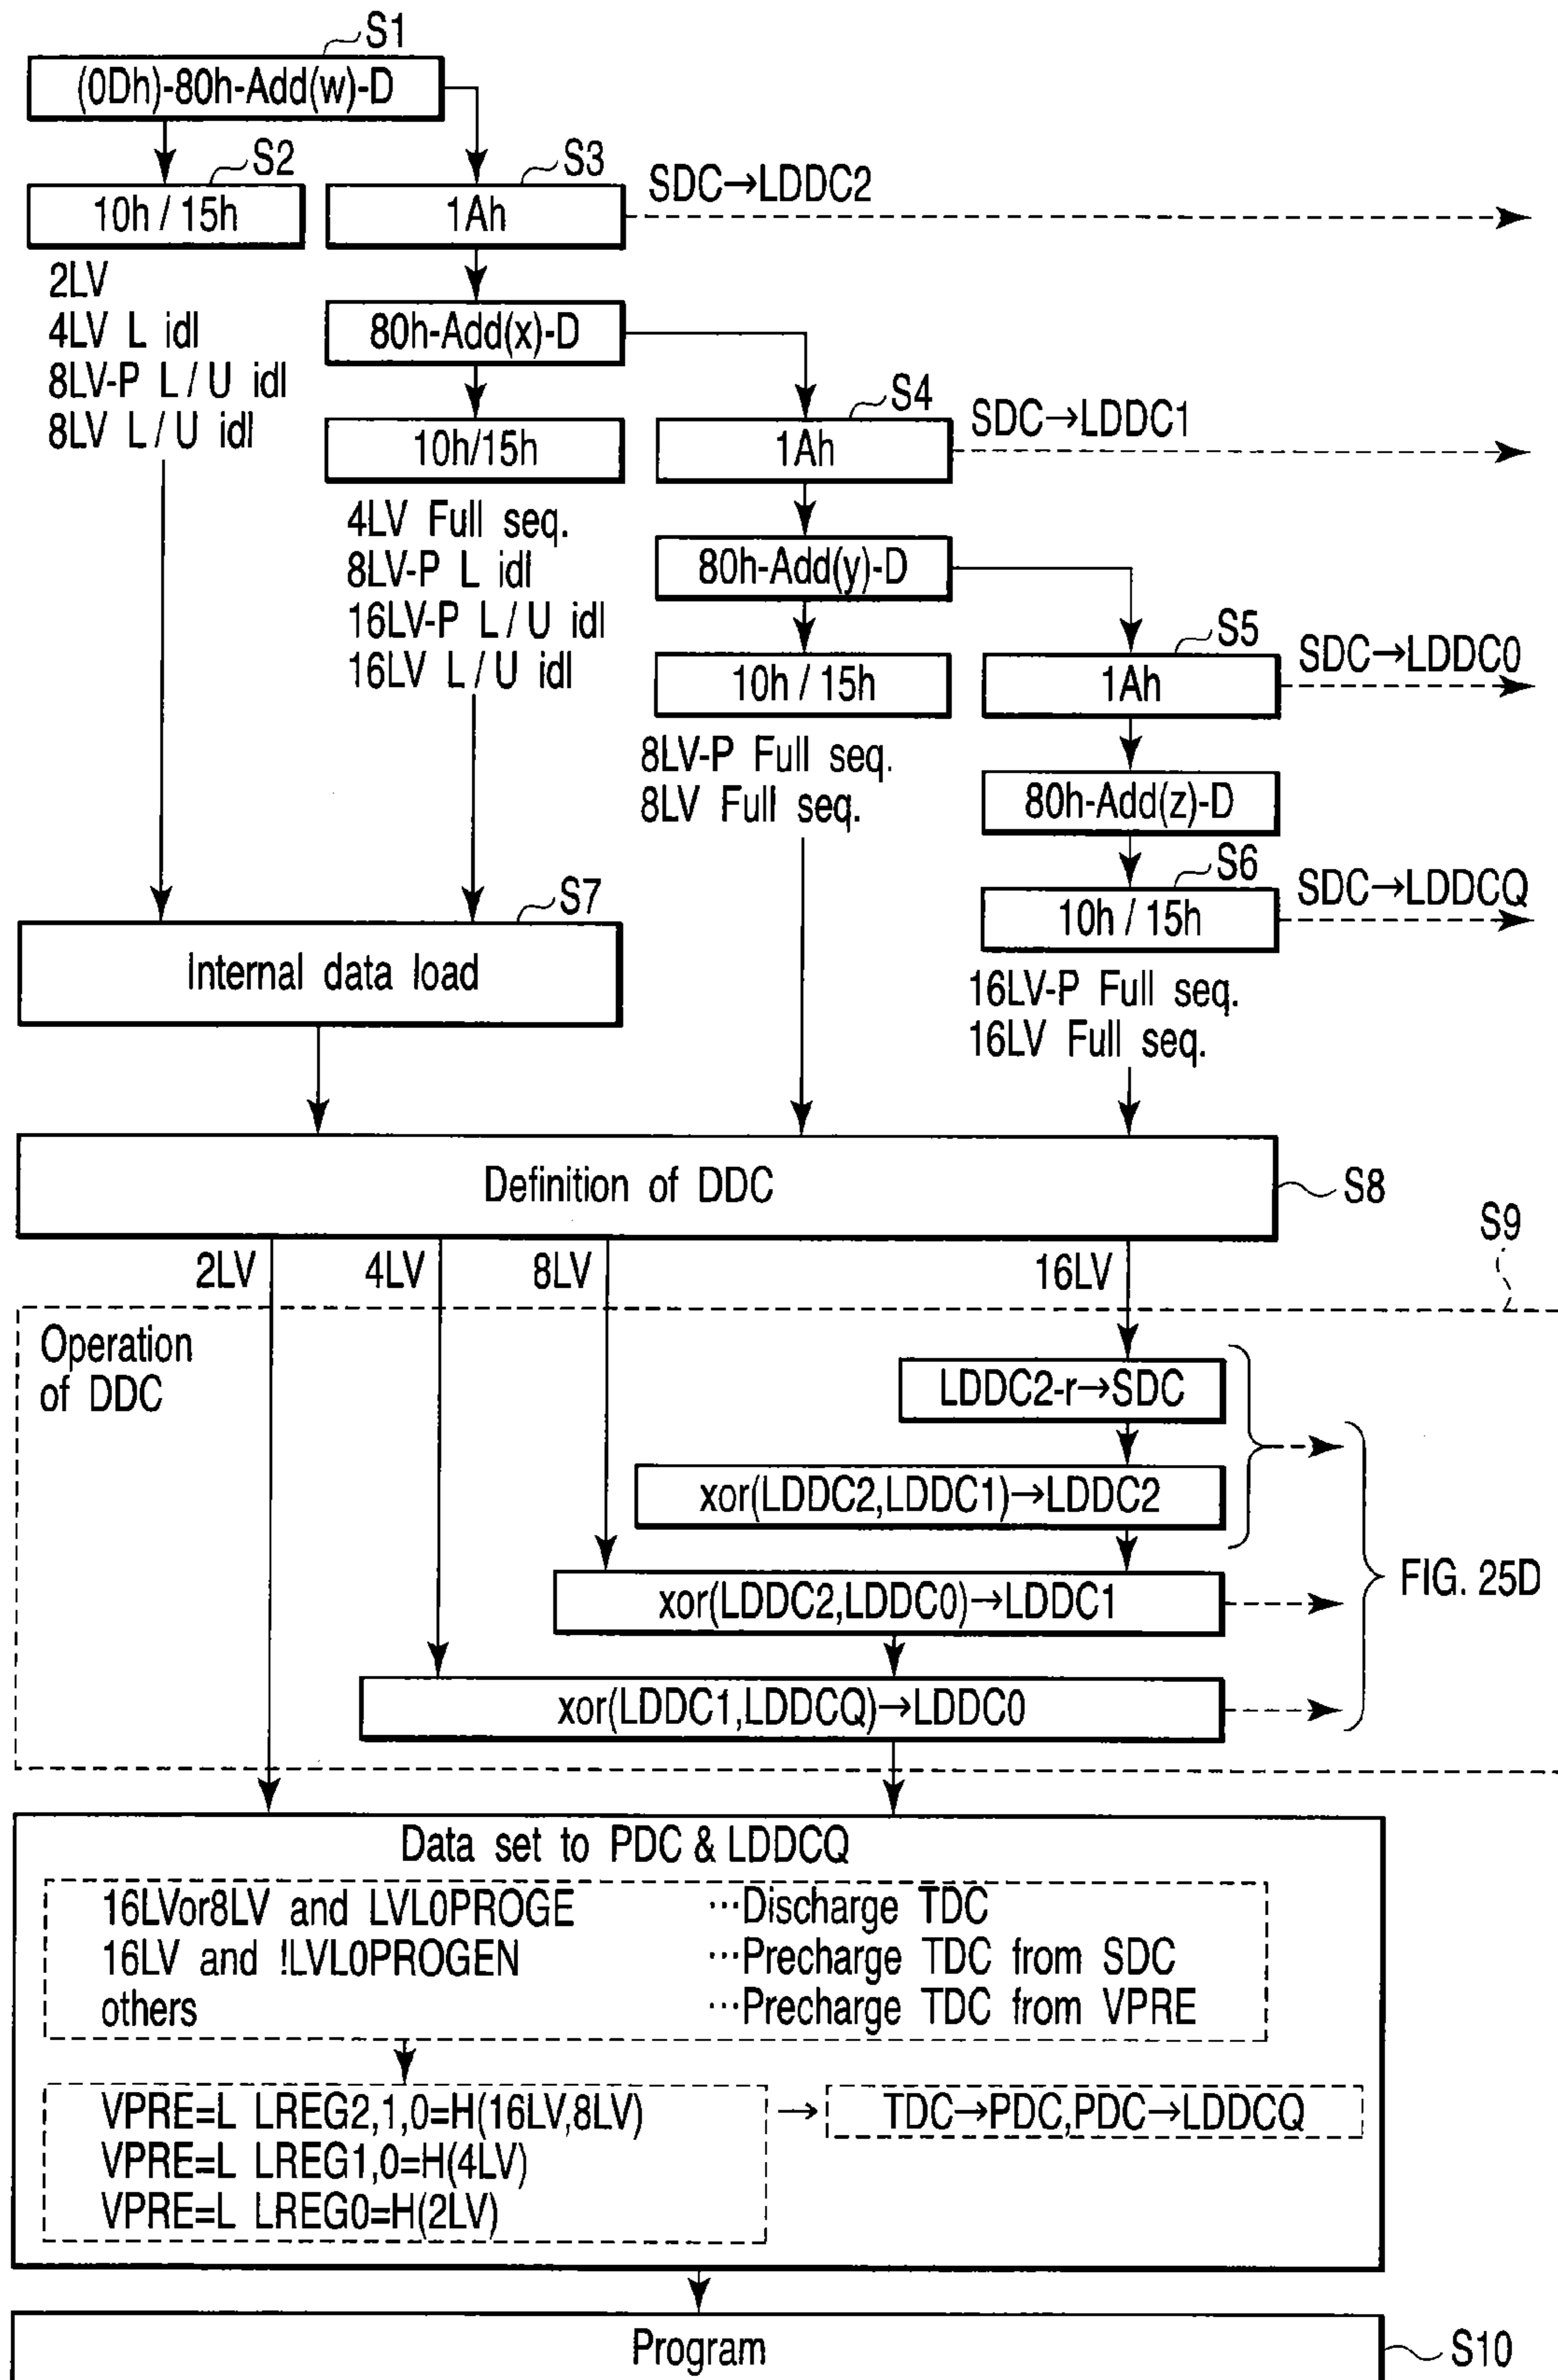 S1
(0Dh)-80h-Add(w)-D
S2
S3
10h / 15h
1Ah
SDC→LDDC2
2LV
4LV L idl
8LV-P L / U idl
8LV L / U idl
80h-Add(x)-D
S4
10h/15h
1Ah
SDC→LDDC1
4LV Full seq.
8LV-P L idl
16LV-P L / U idl
16LV L / U idl
80h-Add(y)-D
S5
10h / 15h
1Ah
SDC→LDDC0
8LV-P Full seq.
8LV Full seq.
80h-Add(z)-D
S6
10h / 15h
SDC→LDDCQ
16LV-P Full seq.
16LV Full seq.
S7
Internal data load
Definition of DDC
S8
S9
2LV
4LV
8LV
16LV
Operation
of DDC
LDDC2-r→SDC
xor(LDDC2,LDDC1)→LDDC2
xor(LDDC2,LDDC0)→LDDC1
xor(LDDC1,LDDCQ)→LDDC0
FIG. 25D
Data set to PDC & LDDCQ
16LVor8LV and LVL0PROGE ···Discharge TDC
16LV and !LVL0PROGEN ···Precharge TDC from SDC
others ···Precharge TDC from VPRE
VPRE=L LREG2,1,0=H(16LV,8LV)
VPRE=L LREG1,0=H(4LV)
VPRE=L LREG0=H(2LV)
TDC→PDC,PDC→LDDCQ
Program
S10